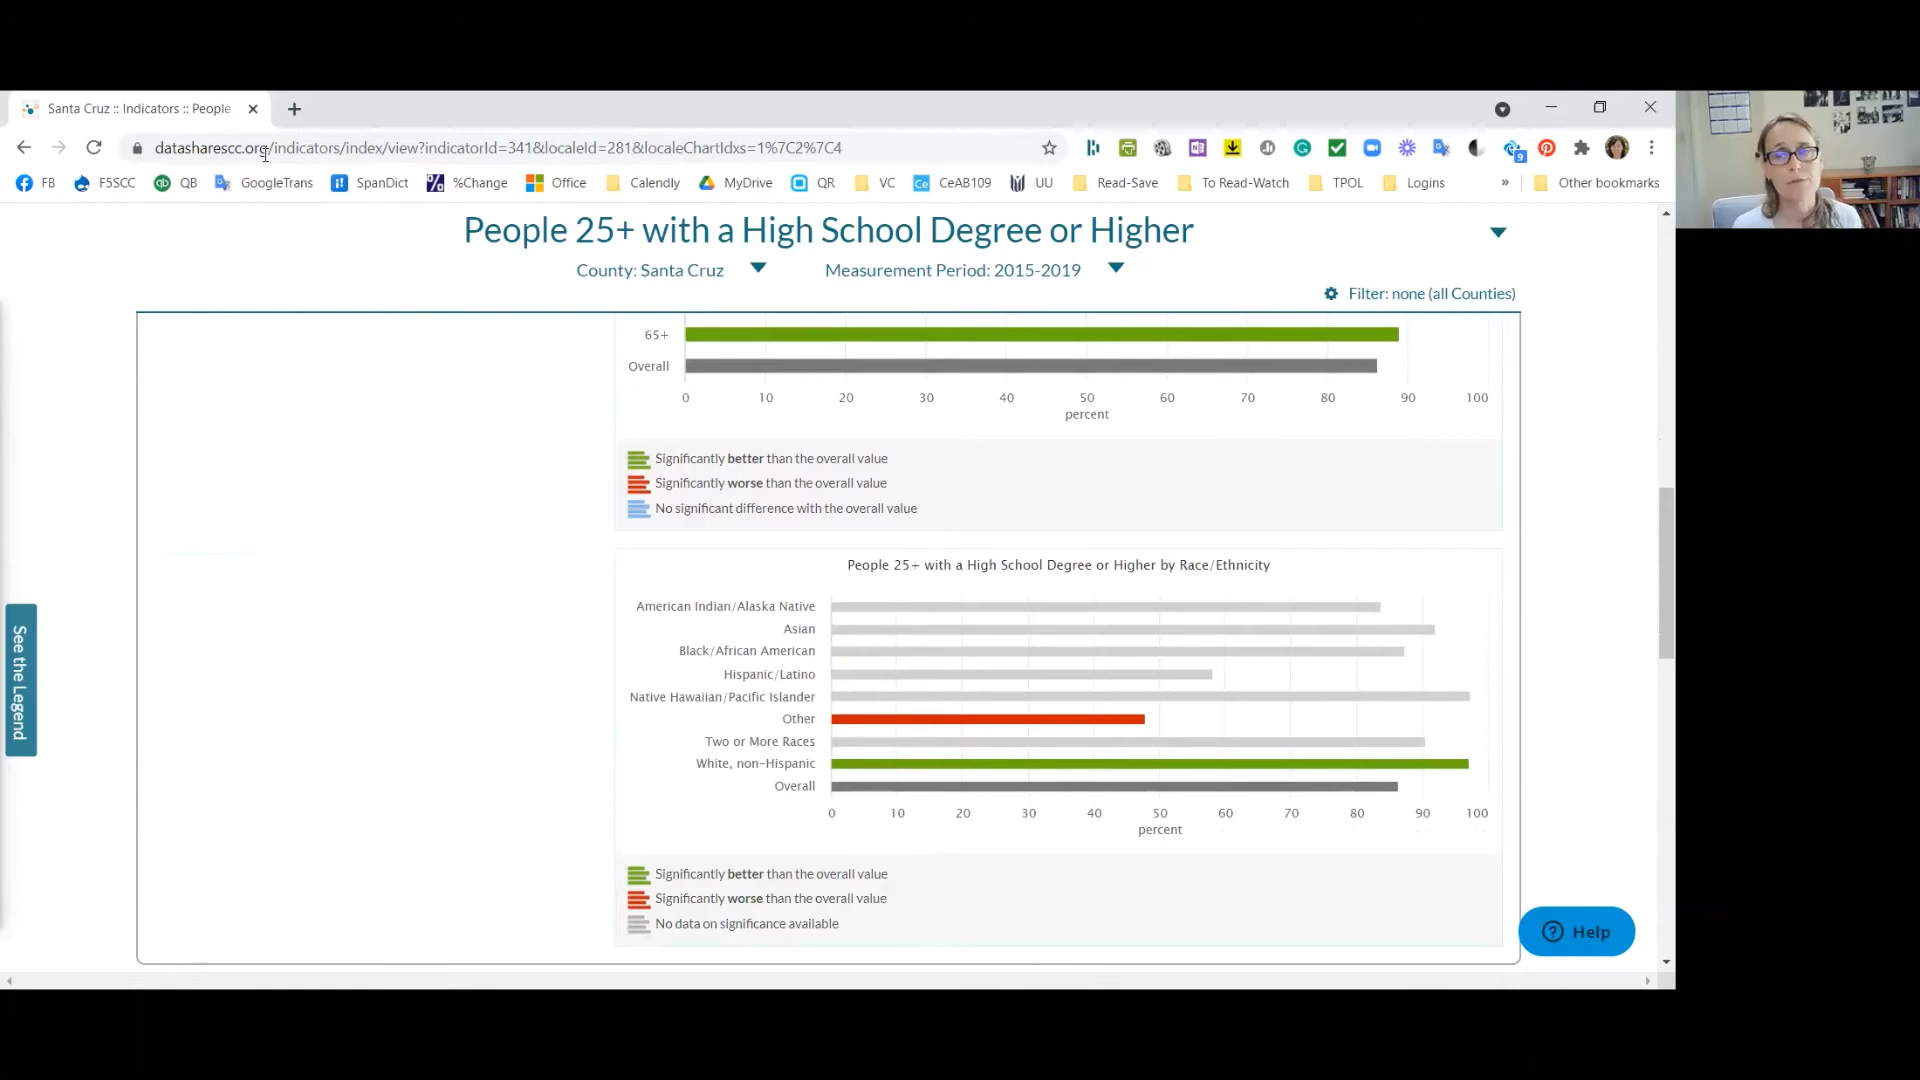 Santa Cruz :: Indicators :: People
datasharescc.org/indicators/index/view?indicatorId=341&localeId=281&localeChartIdxs=1%7C2%7C4
9
FB F5SCC QB GoogleTrans SpanDict %Change Office Calendly MyDrive QR VC CeAB109 UU Read-Save To Read-Watch TPOL Logins » Other bookmarks
People 25+ with a High School Degree or Higher
County: Santa Cruz Measurement Period: 2015-2019
Filter: none (all Counties)
65+
Overall
0 10 20 30 40 50 60 70 80 90 100
percent
Significantly better than the overall value
Significantly worse than the overall value
No significant difference with the overall value
People 25+ with a High School Degree or Higher by Race/Ethnicity
American Indian/Alaska Native
Asian
Black/African American
Hispanic/Latino
Native Hawaiian/Pacific Islander
Other
Two or More Races
White, non-Hispanic
Overall
0 10 20 30 40 50 60 70 80 90 100
percent
Significantly better than the overall value
Significantly worse than the overall value
No data on significance available
See the Legend
Help